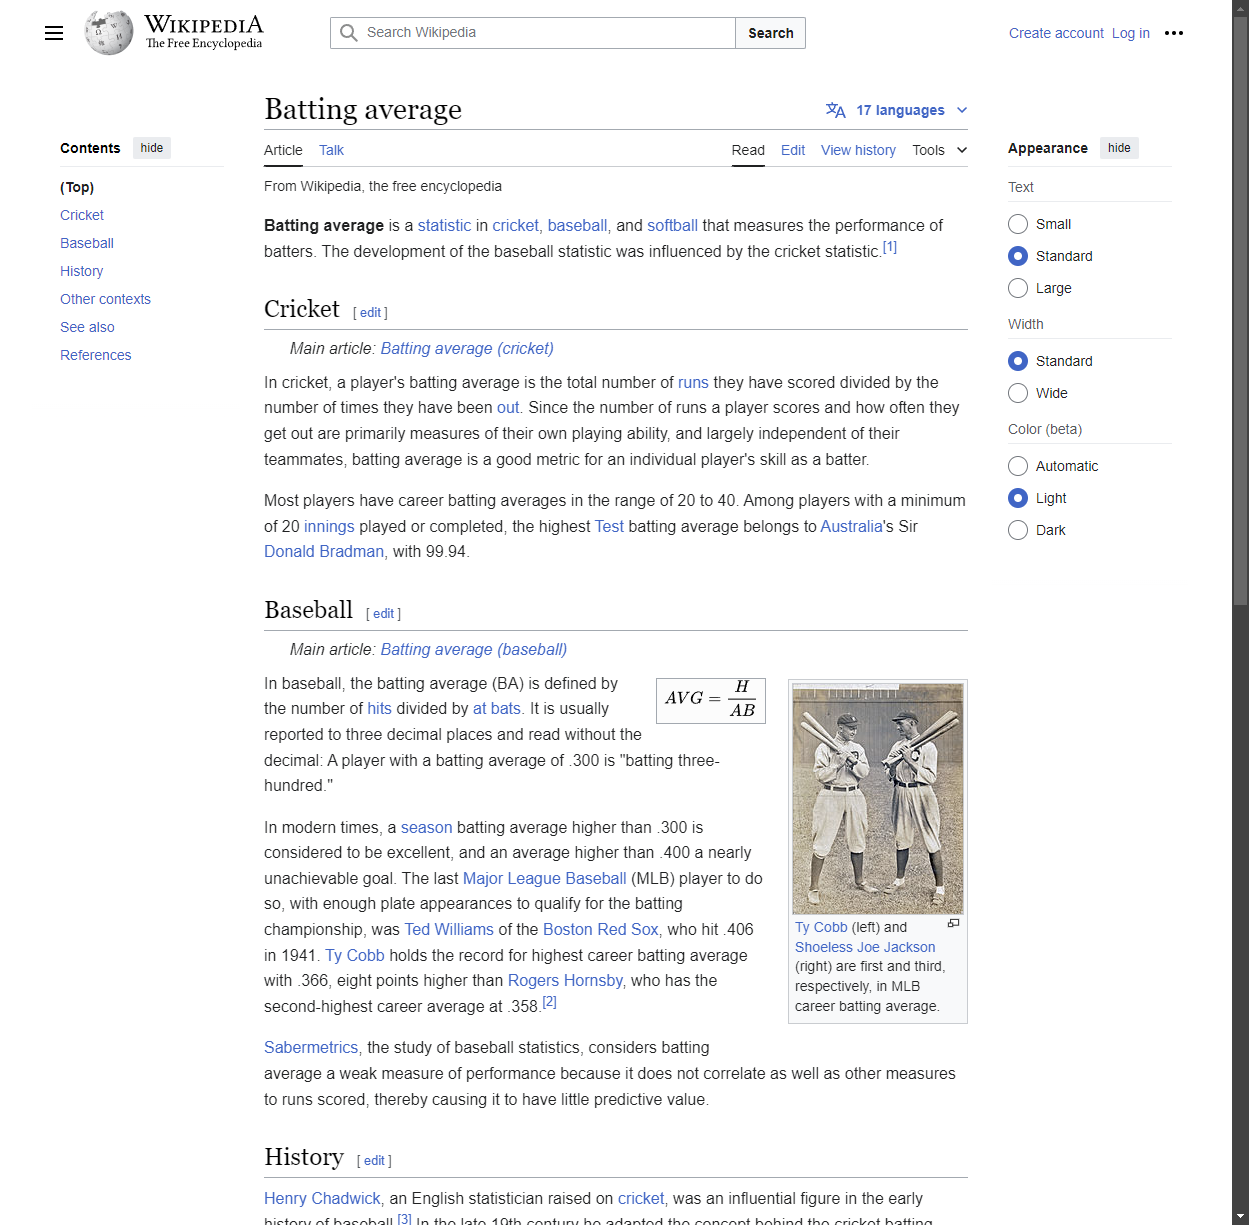 WIKIPEDIA
The Free Encyclopedia
Search Wikipedia
Search
Create account Log in
Batting average
17 languages
Contents hide
(Top)
Cricket
Baseball
History
Other contexts
See also
References
Article Talk
Read Edit View history Tools
From Wikipedia, the free encyclopedia
Batting average is a statistic in cricket, baseball, and softball that measures the performance of
batters. The development of the baseball statistic was influenced by the cricket statistic.[1]
Cricket [ edit ]
Main article: Batting average (cricket)
In cricket, a player's batting average is the total number of runs they have scored divided by the
number of times they have been out. Since the number of runs a player scores and how often they
get out are primarily measures of their own playing ability, and largely independent of their
teammates, batting average is a good metric for an individual player's skill as a batter.
Most players have career batting averages in the range of 20 to 40. Among players with a minimum
of 20 innings played or completed, the highest Test batting average belongs to Australia's Sir
Donald Bradman, with 99.94.
Baseball [ edit ]
Main article: Batting average (baseball)
In baseball, the batting average (BA) is defined by
the number of hits divided by at bats. It is usually
reported to three decimal places and read without the
decimal: A player with a batting average of .300 is "batting three-
hundred."
AVG = H
AB
In modern times, a season batting average higher than .300 is
considered to be excellent, and an average higher than .400 a nearly
unachievable goal. The last Major League Baseball (MLB) player to do
so, with enough plate appearances to qualify for the batting
championship, was Ted Williams of the Boston Red Sox, who hit .406
in 1941. Ty Cobb holds the record for highest career batting average
with .366, eight points higher than Rogers Hornsby, who has the
second-highest career average at .358.[2]
Ty Cobb (left) and
Shoeless Joe Jackson
(right) are first and third,
respectively, in MLB
career batting average.
Sabermetrics, the study of baseball statistics, considers batting
average a weak measure of performance because it does not correlate as well as other measures
to runs scored, thereby causing it to have little predictive value.
History [ edit ]
Henry Chadwick, an English statistician raised on cricket, was an influential figure in the early
history of baseball.[3] In the late 19th century he adapted the concept behind the cricket batting
Appearance hide
Text
Small
Standard
Large
Width
Standard
Wide
Color (beta)
Automatic
Light
Dark